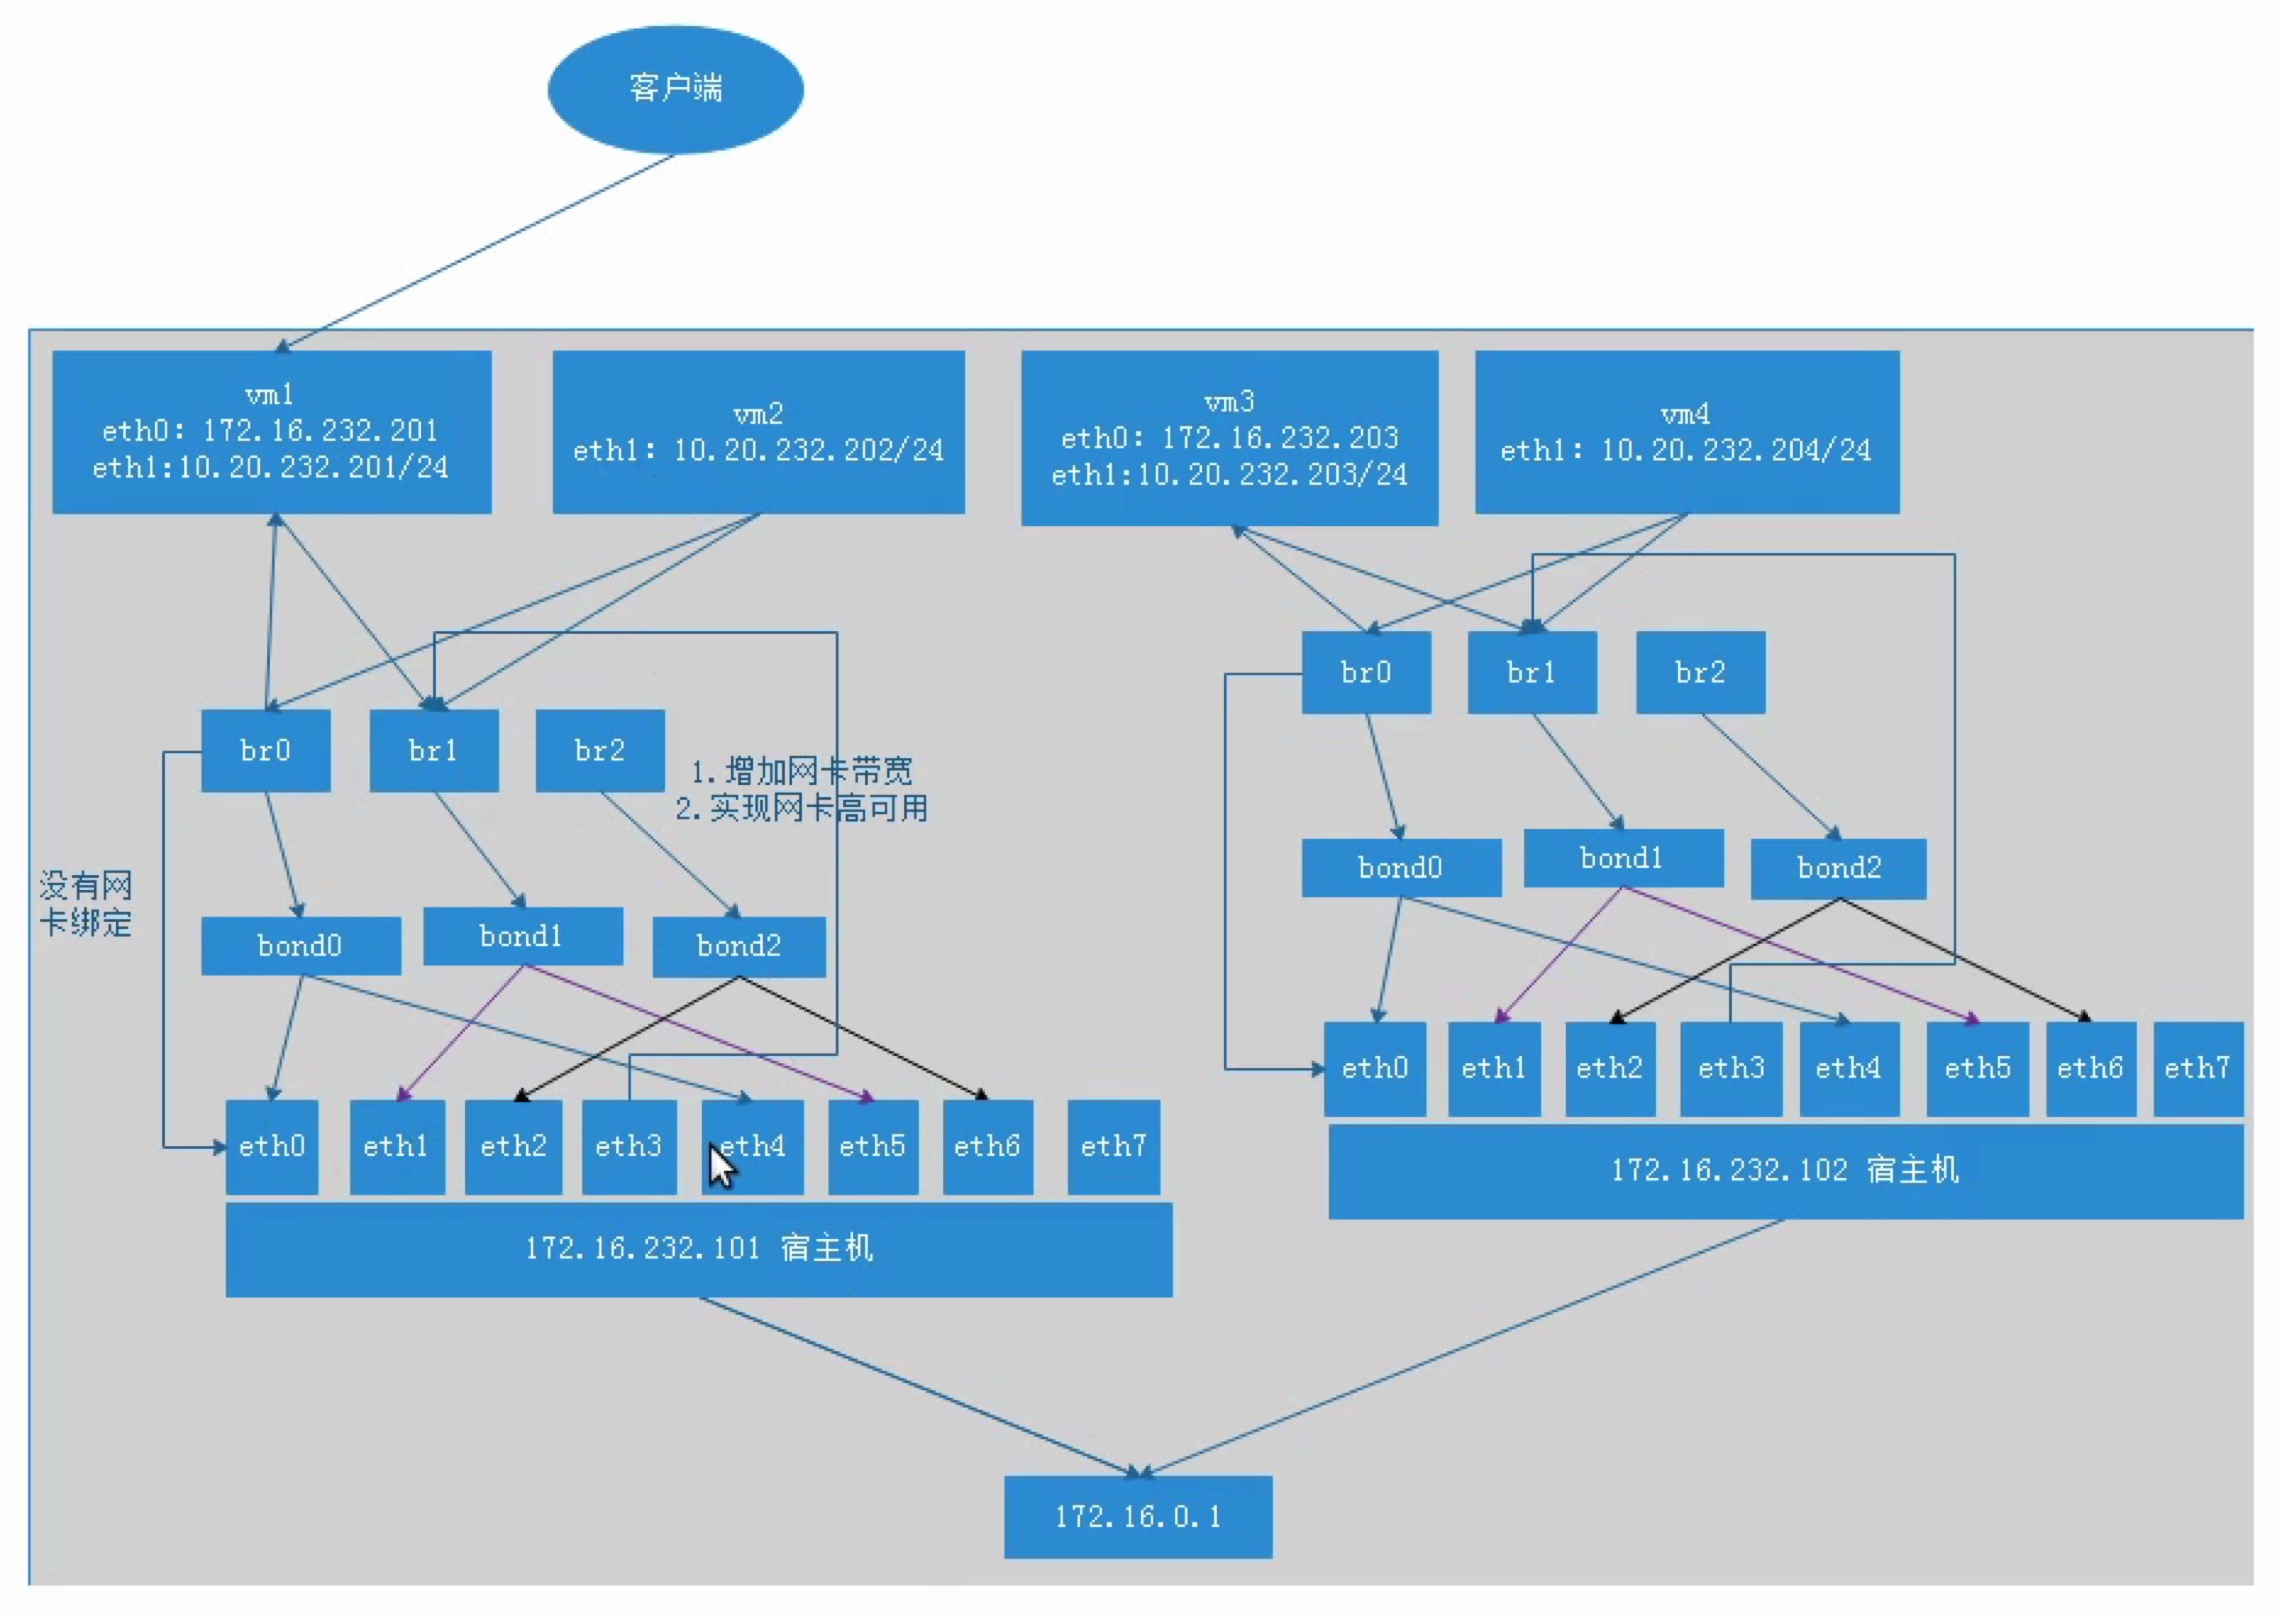 客户端
vm1
eth0: 172.16.232.201
eth1:10.20.232.201/24
vm2
eth1: 10.20.232.202/24
vm3
eth0: 172.16.232.203
eth1:10.20.232.203/24
vm4
eth1: 10.20.232.204/24
br0
br1
br2
1.增加网卡带宽
2.实现网卡高可用
没有网
卡绑定
bond0
bond1
bond2
eth0
eth1
eth2
eth3
eth4
eth5
eth6
eth7
172.16.232.101 宿主机
br0
br1
br2
bond0
bond1
bond2
eth0
eth1
eth2
eth3
eth4
eth5
eth6
eth7
172.16.232.102 宿主机
172.16.0.1